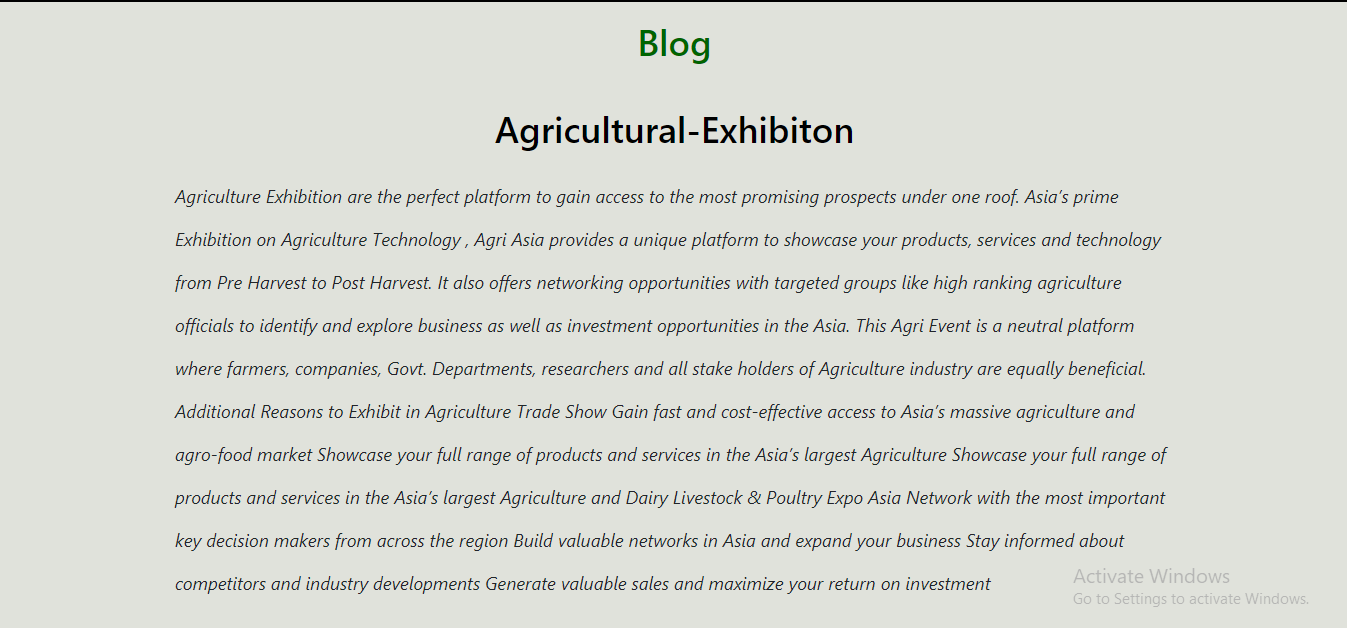 Blog
Agricultural-Exhibiton
Agriculture Exhibition are the perfect platform to gain access to the most promising prospects under one roof. Asia’s prime
Exhibition on Agriculture Technology , Agri Asia provides a unique platform to showcase your products, services and technology
from Pre Harvest to Post Harvest. It also offers networking opportunities with targeted groups like high ranking agriculture
officials to identify and explore business as well as investment opportunities in the Asia. This Agri Event is a neutral platform
where farmers, companies, Govt. Departments, researchers and all stake holders of Agriculture industry are equally beneficial.
Additional Reasons to Exhibit in Agriculture Trade Show Gain fast and cost-effective access to Asia’s massive agriculture and
agro-food market Showcase your full range of products and services in the Asia’s largest Agriculture Showcase your full range of
products and services in the Asia’s largest Agriculture and Dairy Livestock & Poultry Expo Asia Network with the most important
key decision makers from across the region Build valuable networks in Asia and expand your business Stay informed about
competitors and industry developments Generate valuable sales and maximize your return on investment
Activate Windows
Go to Settings to activate Windows.